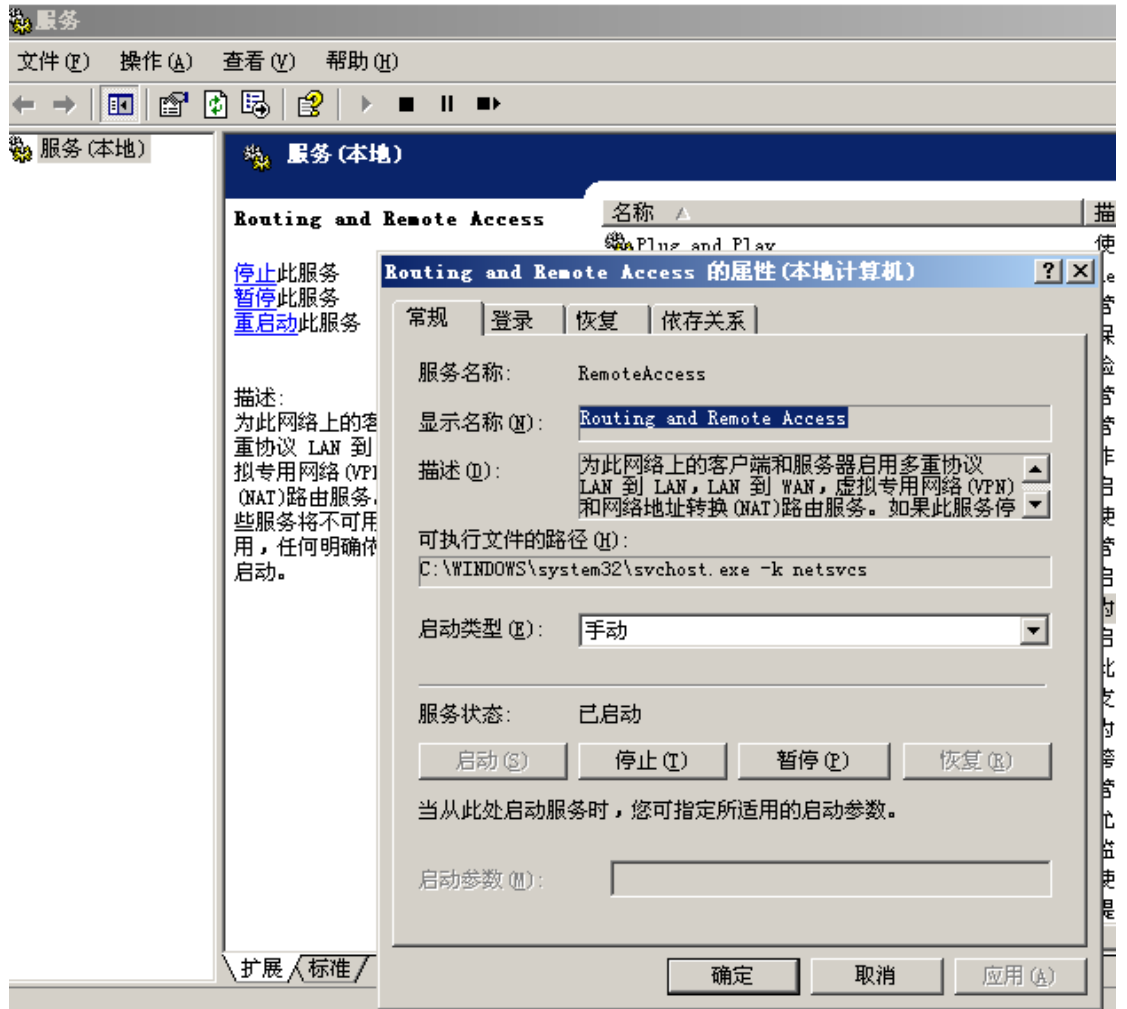 服务
文件(F) 操作(A) 查看(V) 帮助(H)
服务(本地)
服务(本地)
Routing and Remote Access
停止此服务
暂停此服务
重启动此服务
描述:
为此网络上的客
重协议 LAN 到
拟专用网络(VPN
(NAT)路由服务.
些服务将不可用
用，任何明确依
启动。
名称
描
Plug and Play
使
Routing and Remote Access 的属性(本地计算机)
常规 登录 恢复 依存关系
服务名称: RemoteAccess
显示名称(N): Routing and Remote Access
描述(D): 为此网络上的客户端和服务器启用多重协议
LAN 到 LAN，LAN 到 WAN，虚拟专用网络(VPN)
和网络地址转换(NAT)路由服务。如果此服务停
可执行文件的路径(H):
C:\WINDOWS\system32\svchost.exe -k netsvcs
启动类型(E): 手动
服务状态: 已启动
启动(S) 停止(T) 暂停(P) 恢复(R)
当从此处启动服务时，您可指定所适用的启动参数。
启动参数(M):
确定 取消 应用(A)
扩展 标准